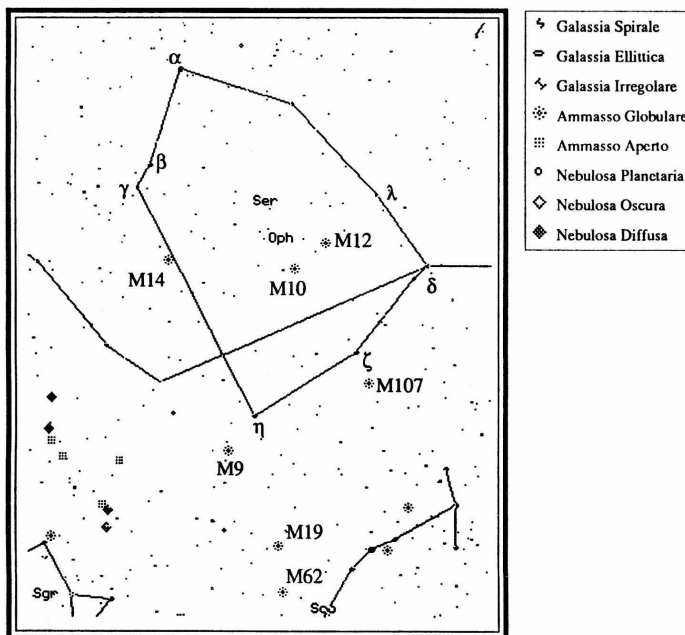 α
β
γ
Ser
λ
Oph
M12
M14
M10
δ
ζ
M107
η
M9
M19
M62
Sgr
Sco
Galassia Spirale
Galassia Ellittica
Galassia Irregolare
Ammasso Globulare
Ammasso Aperto
Nebulosa Planetaria
Nebulosa Oscura
Nebulosa Diffusa